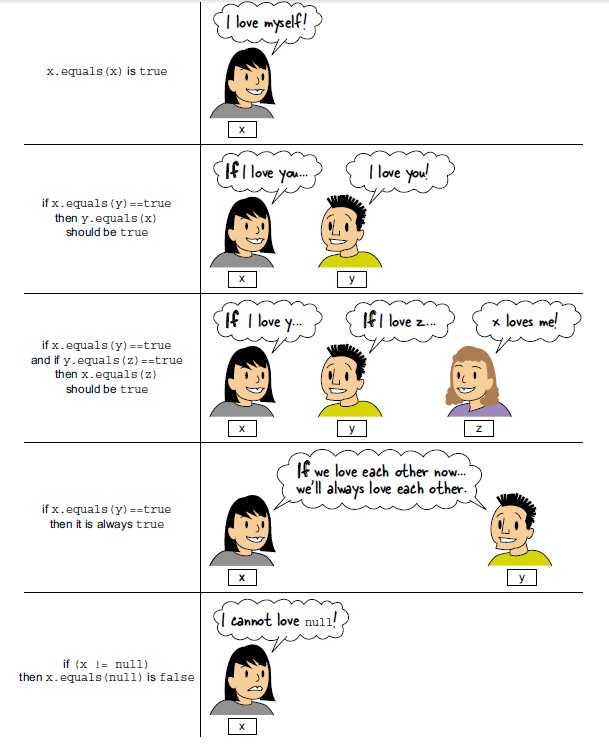 x.equals(x) is true
I love myself!
x
if x.equals(y)==true
then y.equals(x)
should be true
If I love you...
I love you!
x
y
if x.equals(y)==true
and if y.equals(z)==true
then x.equals(z)
should be true
If I love y...
If I love z...
x loves me!
x
y
z
if x.equals(y)==true
then it is always true
If we love each other now...
we'll always love each other.
x
y
if (x != null)
then x.equals(null) is false
I cannot love null!
x